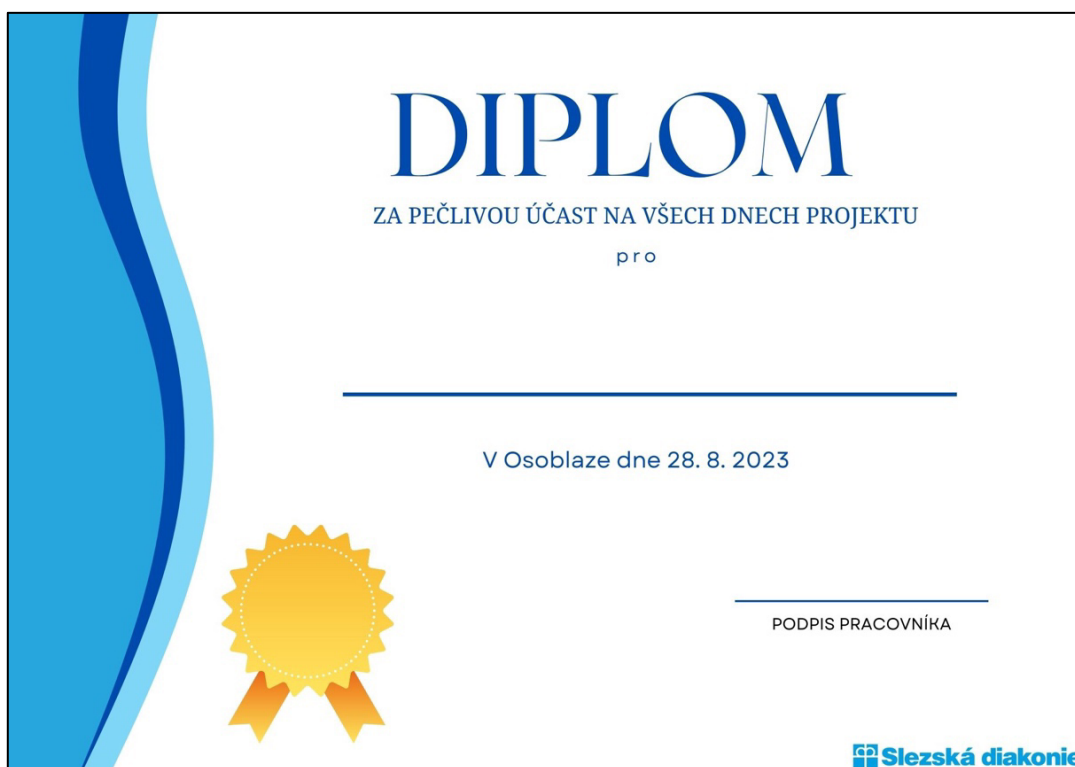 DIPLOM
ZA PEČLIVOU ÚČAST NA VŠECH DNECH PROJEKTU
pro
V Osoblaze dne 28. 8. 2023
PODPIS PRACOVNÍKA
Slezská diakonie